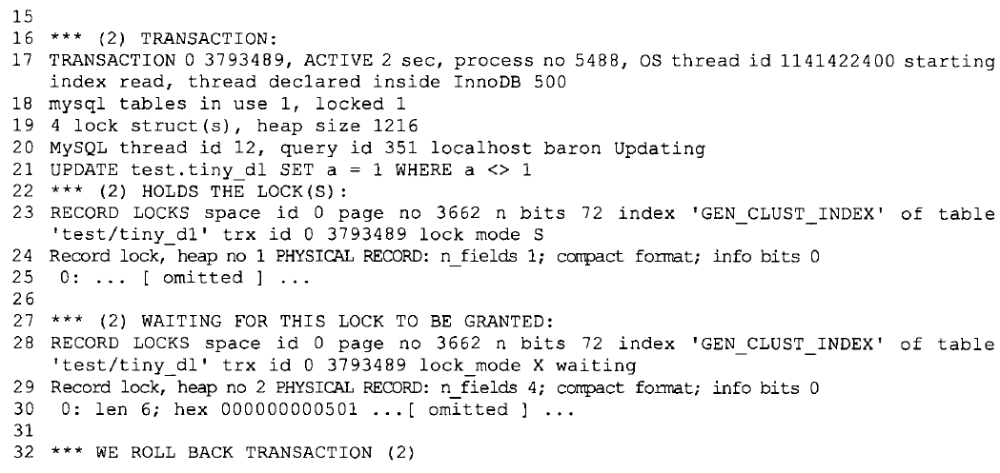 15
16 *** (2) TRANSACTION:
17 TRANSACTION 0 3793489, ACTIVE 2 sec, process no 5488, OS thread id 1141422400 starting
index read, thread declared inside InnoDB 500
18 mysql tables in use 1, locked 1
19 4 lock struct(s), heap size 1216
20 MySQL thread id 12, query id 351 localhost baron Updating
21 UPDATE test.tiny_dl SET a = 1 WHERE a <> 1
22 *** (2) HOLDS THE LOCK(S):
23 RECORD LOCKS space id 0 page no 3662 n bits 72 index 'GEN_CLUST_INDEX' of table
'test/tiny_dl' trx id 0 3793489 lock mode S
24 Record lock, heap no 1 PHYSICAL RECORD: n_fields 1; compact format; info bits 0
25 0: ... [ omitted ] ...
26
27 *** (2) WAITING FOR THIS LOCK TO BE GRANTED:
28 RECORD LOCKS space id 0 page no 3662 n bits 72 index 'GEN_CLUST_INDEX' of table
'test/tiny_dl' trx id 0 3793489 lock_mode X waiting
29 Record lock, heap no 2 PHYSICAL RECORD: n_fields 4; compact format; info bits 0
30 0: len 6; hex 000000000501 ...[ omitted ] ...
31
32 *** WE ROLL BACK TRANSACTION (2)